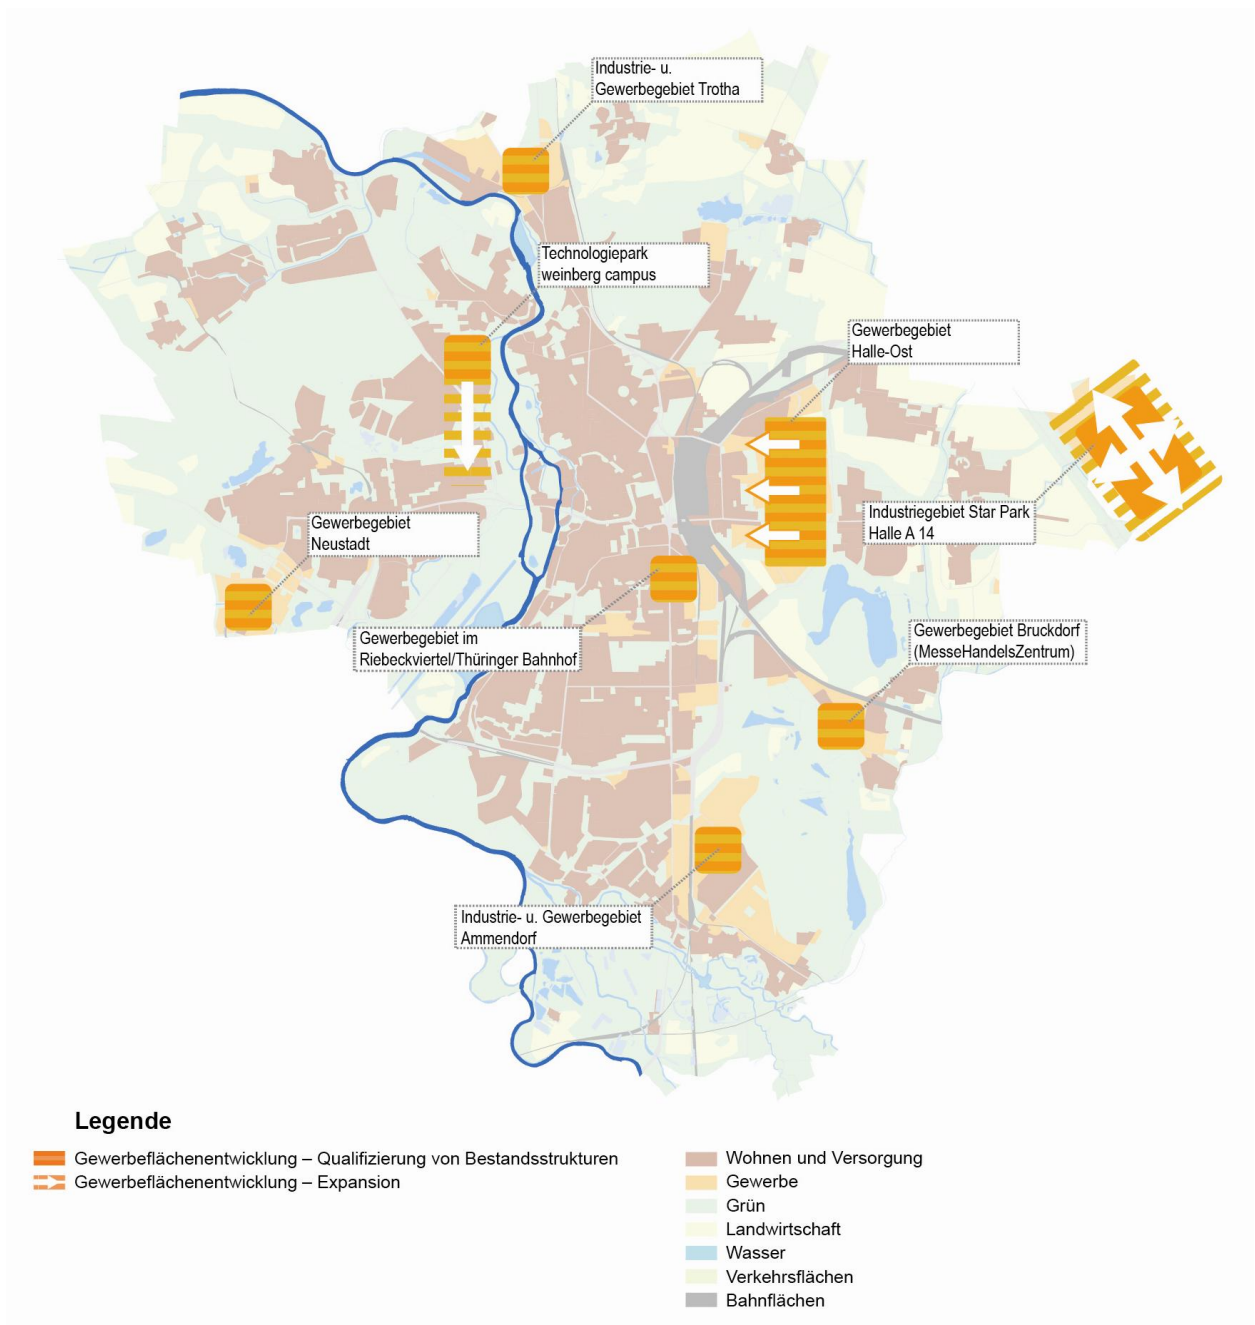 Industrie- u.
Gewerbegebiet Trotha
Technologiepark
weinberg campus
Gewerbegebiet
Halle-Ost
Industriegebiet Star Park
Halle A 14
Gewerbegebiet
Neustadt
Gewerbegebiet im
Riebeckviertel/Thüringer Bahnhof
Gewerbegebiet Bruckdorf
(MesseHandelsZentrum)
Industrie- u. Gewerbegebiet
Ammendorf
Legende
Gewerbeflächenentwicklung – Qualifizierung von Bestandsstrukturen
Gewerbeflächenentwicklung – Expansion
Wohnen und Versorgung
Gewerbe
Grün
Landwirtschaft
Wasser
Verkehrsflächen
Bahnflächen